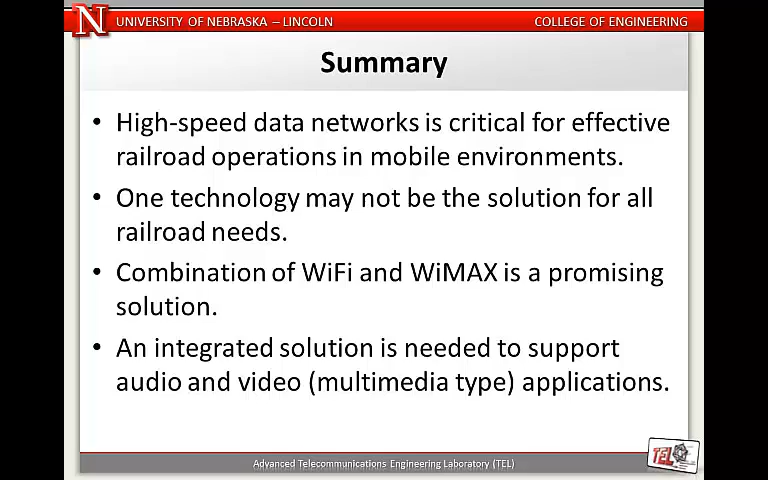 N UNIVERSITY OF NEBRASKA – LINCOLN COLLEGE OF ENGINEERING
Summary
• High-speed data networks is critical for effective
railroad operations in mobile environments.
• One technology may not be the solution for all
railroad needs.
• Combination of WiFi and WiMAX is a promising
solution.
• An integrated solution is needed to support
audio and video (multimedia type) applications.
Advanced Telecommunications Engineering Laboratory (TEL)
TEL